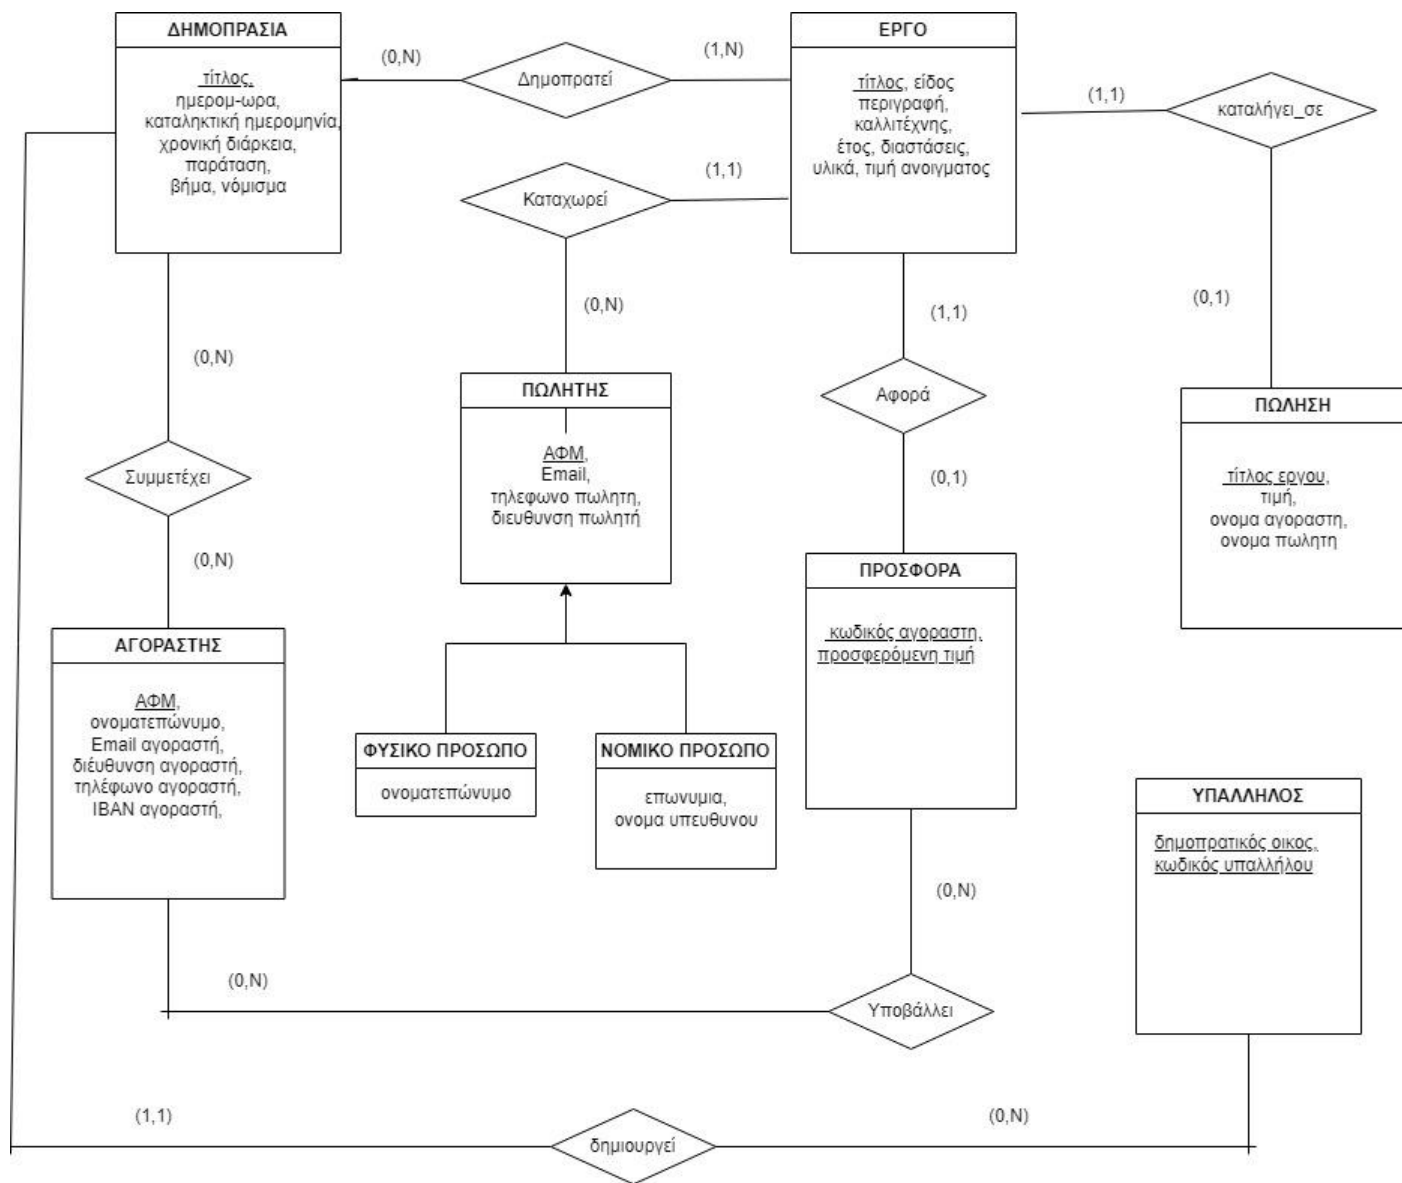 ΔΗΜΟΠΡΑΣΙΑ
τίτλος,
ημερομ-ωρα,
καταληκτική ημερομηνία,
χρονική διάρκεια,
παράταση,
βήμα, νόμισμα
(0,N)
Δημοπρατεί
(1,N)
ΕΡΓΟ
τίτλος, είδος
περιγραφή,
καλλιτέχνης,
έτος, διαστάσεις,
υλικά, τιμή ανοιγματος
(1,1)
καταλήγει_σε
Καταχωρεί
(1,1)
(0,N)
(0,1)
(1,1)
(0,N)
ΠΩΛΗΤΗΣ
ΑΦΜ,
Email,
τηλεφωνο πωλητη,
διευθυνση πωλητή
Αφορά
ΠΩΛΗΣΗ
τίτλος εργου,
τιμή,
ονομα αγοραστη,
ονομα πωλητη
Συμμετέχει
(0,1)
(0,N)
ΠΡΟΣΦΟΡΑ
κωδικός αγοραστη,
προσφερόμενη τιμή
ΑΓΟΡΑΣΤΗΣ
ΑΦΜ,
ονοματεπώνυμο,
Email αγοραστή,
διέυθυνση αγοραστή,
τηλέφωνο αγοραστή,
IBAN αγοραστή,
ΦΥΣΙΚΟ ΠΡΟΣΩΠΟ
ονοματεπώνυμο
ΝΟΜΙΚΟ ΠΡΟΣΩΠΟ
επωνυμια,
ονομα υπευθυνου
ΥΠΑΛΛΗΛΟΣ
δημοπρατικός οικος,
κωδικός υπαλλήλου
(0,N)
(0,N)
Υποβάλλει
(1,1)
δημιουργεί
(0,N)